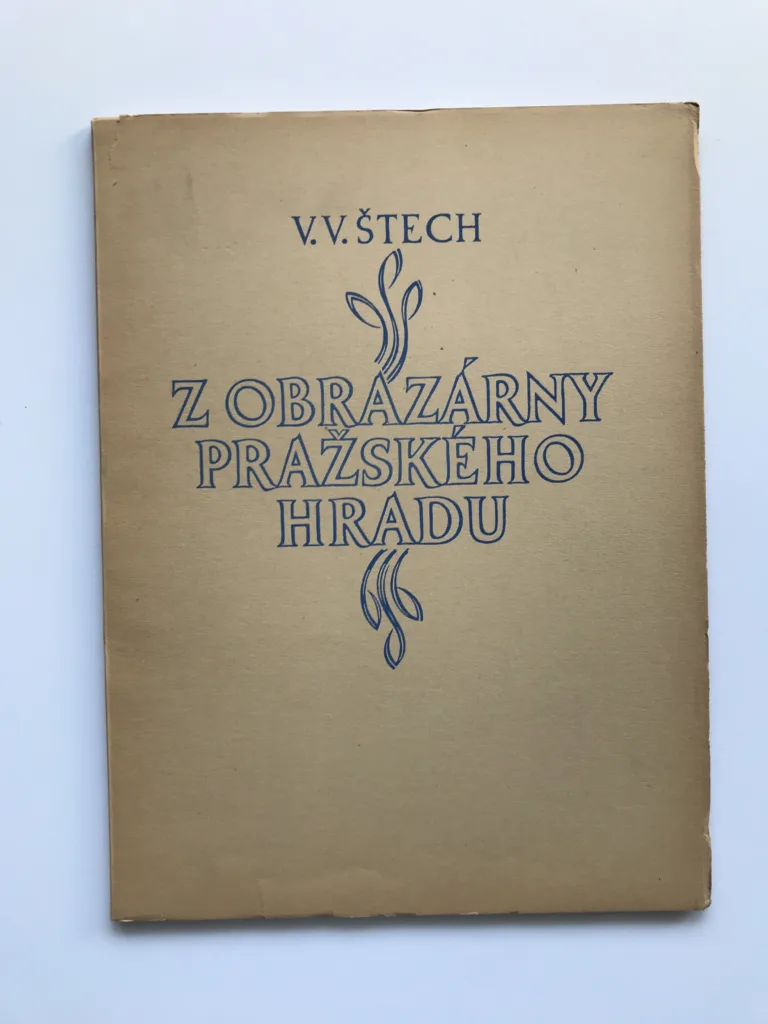 V. V. ŠTECH
Z OBRAZÁRNY
PRAŽSKÉHO
HRADU